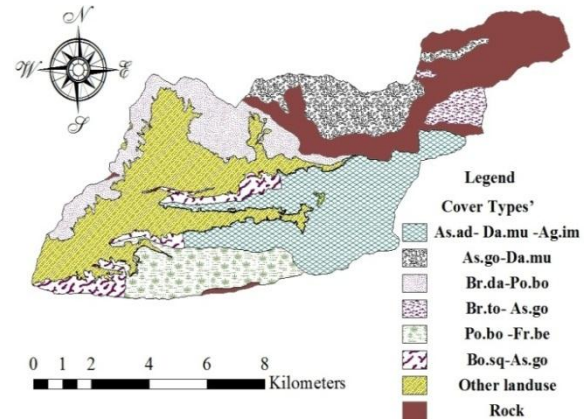 N
W E
S
Legend
Cover Types'
As.ad- Da.mu -Ag.im
As.go-Da.mu
Br.da-Po.bo
Br.to- As.go
Po.bo -Fr.be
Bo.sq-As.go
Other landuse
Rock
0 1 2 4 6 8
Kilometers